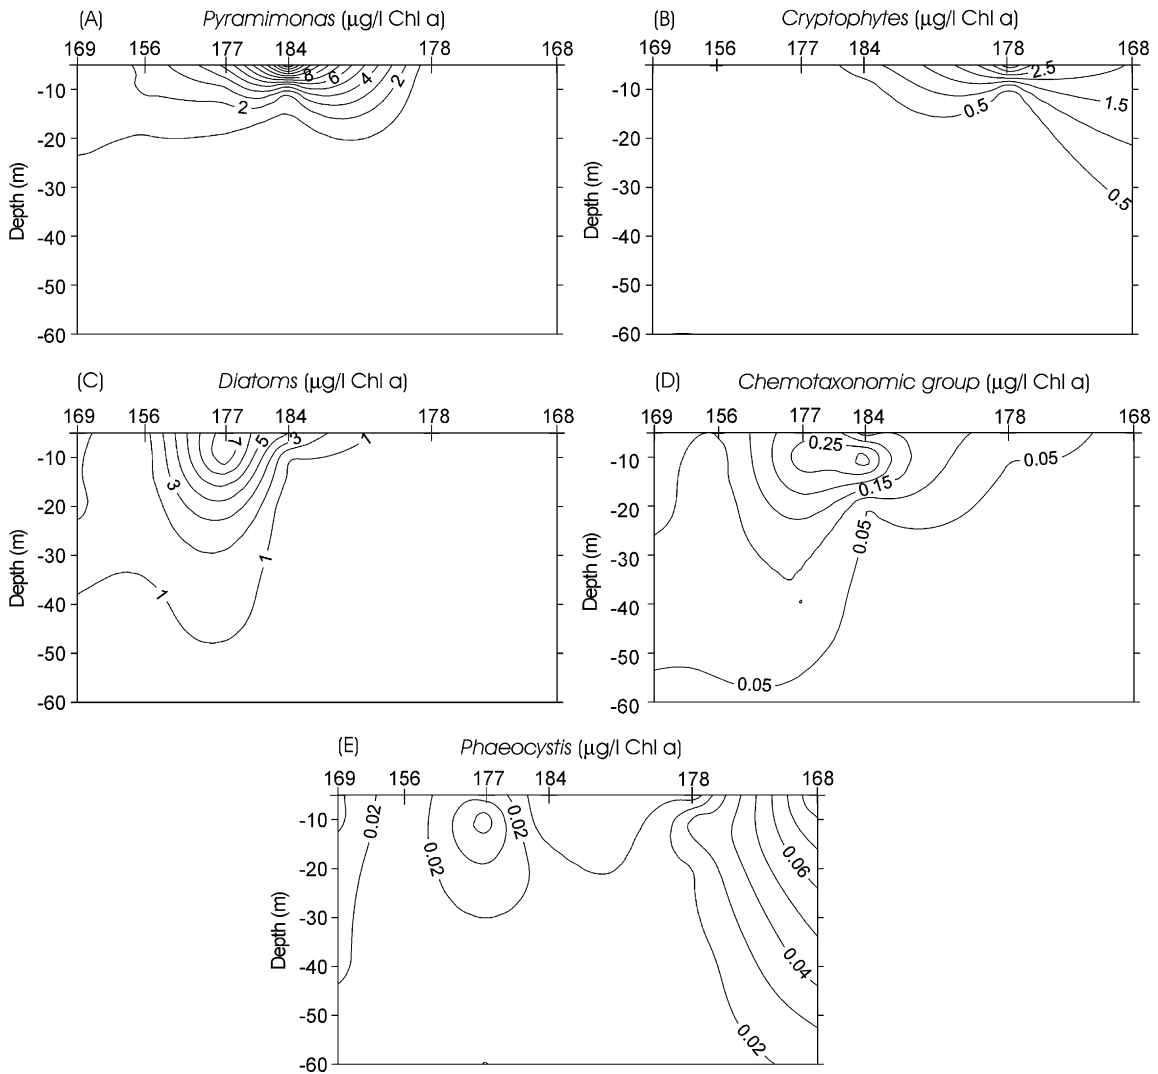 (A) Pyramimonas (μg/l Chl a)
169 156 177 184 178 168
8 6 4 2
2
-10
-20
-30
-40
-50
-60
Depth (m)
(B) Cryptophytes (μg/l Chl a)
169 156 177 184 178 168
2.5
1.5
0.5
0.5
-10
-20
-30
-40
-50
-60
Depth (m)
(C) Diatoms (μg/l Chl a)
169 156 177 184 178 168
7 5 3 1
3
1
1
-10
-20
-30
-40
-50
-60
Depth (m)
(D) Chemotaxonomic group (μg/l Chl a)
169 156 177 184 178 168
0.25
0.05
0.15
0.05
0.05
-10
-20
-30
-40
-50
-60
Depth (m)
(E) Phaeocystis (μg/l Chl a)
169 156 177 184 178 168
0.02 0.02
0.02
0.06
0.04
0.02
-10
-20
-30
-40
-50
-60
Depth (m)